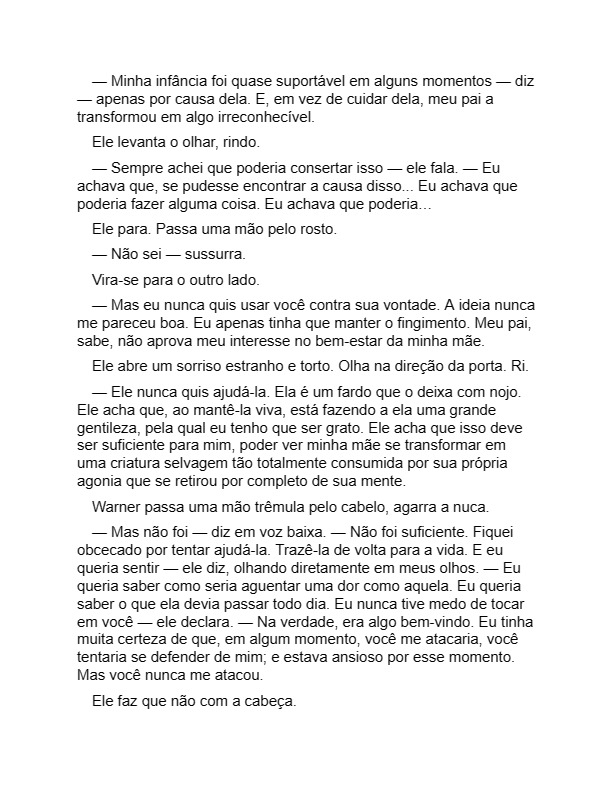 — Minha infância foi quase suportável em alguns momentos — diz
— apenas por causa dela. E, em vez de cuidar dela, meu pai a
transformou em algo irreconhecível.
Ele levanta o olhar, rindo.
— Sempre achei que poderia consertar isso — ele fala. — Eu
achava que, se pudesse encontrar a causa disso... Eu achava que
poderia fazer alguma coisa. Eu achava que poderia…
Ele para. Passa uma mão pelo rosto.
— Não sei — sussurra.
Vira-se para o outro lado.
— Mas eu nunca quis usar você contra sua vontade. A ideia nunca
me pareceu boa. Eu apenas tinha que manter o fingimento. Meu pai,
sabe, não aprova meu interesse no bem-estar da minha mãe.
Ele abre um sorriso estranho e torto. Olha na direção da porta. Ri.
— Ele nunca quis ajudá-la. Ela é um fardo que o deixa com nojo.
Ele acha que, ao mantê-la viva, está fazendo a ela uma grande
gentileza, pela qual eu tenho que ser grato. Ele acha que isso deve
ser suficiente para mim, poder ver minha mãe se transformar em
uma criatura selvagem tão totalmente consumida por sua própria
agonia que se retirou por completo de sua mente.
Warner passa uma mão trêmula pelo cabelo, agarra a nuca.
— Mas não foi — diz em voz baixa. — Não foi suficiente. Fiquei
obcecado por tentar ajudá-la. Trazê-la de volta para a vida. E eu
queria sentir — ele diz, olhando diretamente em meus olhos. — Eu
queria saber como seria aguentar uma dor como aquela. Eu queria
saber o que ela devia passar todo dia. Eu nunca tive medo de tocar
em você — ele declara. — Na verdade, era algo bem-vindo. Eu tinha
muita certeza de que, em algum momento, você me atacaria, você
tentaria se defender de mim; e estava ansioso por esse momento.
Mas você nunca me atacou.
Ele faz que não com a cabeça.